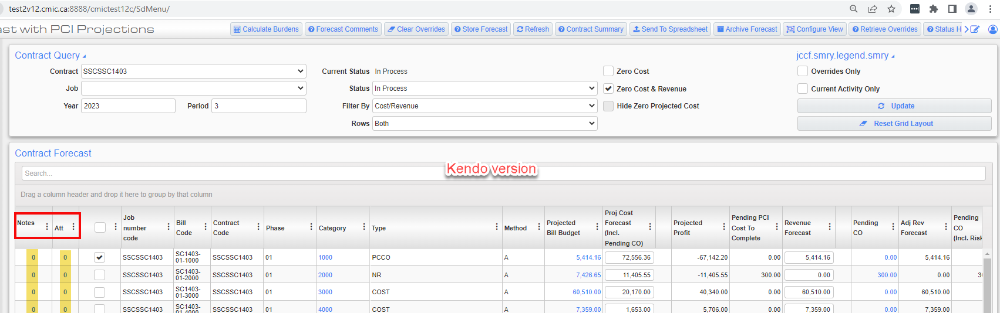 test2v12.cmic.ca:8888/cmictest12c/SdMenu/
ast with PCI Projections
Calculate Burdens
Forecast Comments
Clear Overrides
Store Forecast
Refresh
Contract Summary
Send To Spreadsheet
Archive Forecast
Configure View
Retrieve Overrides
Status H
Contract Query
jccf.smry.legend.smry
Contract SSCSSC1403
Current Status In Process
Zero Cost
Overrides Only
Job
Status In Process
Zero Cost & Revenue
Current Activity Only
Year 2023 Period 3
Filter By Cost/Revenue
Hide Zero Projected Cost
Update
Rows Both
Reset Grid Layout
Contract Forecast
Kendo version
Search...
Drag a column header and drop it here to group by that column
Notes
Att
Job
number
code
Bill
Code
Contract
Code
Phase
Category
Type
Method
Projected
Bill Budget
Proj Cost
Forecast
(Incl.
Pending CO)
Projected
Profit
Pending PCI
Cost To
Complete
Revenue
Forecast
Pending
CO
Adj Rev
Forecast
Pending
CO
(Incl. Risk
0 0 SSCSSC1403 SC1403-01-1000 SSCSSC1403 01 1000 PCCO A 5,414.16 72,556.36 -67,142.20 0.00 5,414.16 0.00 5,414.16
0 0 SSCSSC1403 SC1403-01-2000 SSCSSC1403 01 2000 NR A 7,426.65 11,405.55 -11,405.55 300.00 0.00 300.00 0.00 30
0 0 SSCSSC1403 SC1403-01-3000 SSCSSC1403 01 3000 COST A 60,510.00 20,170.00 40,340.00 0.00 60,510.00 0.00 60,510.00
0 0 SSCSSC1403 SC1403-01-4000 SSCSSC1403 01 4000 COST A 7,359.00 1,653.00 5,706.00 0.00 7,359.00 0.00 7,359.00